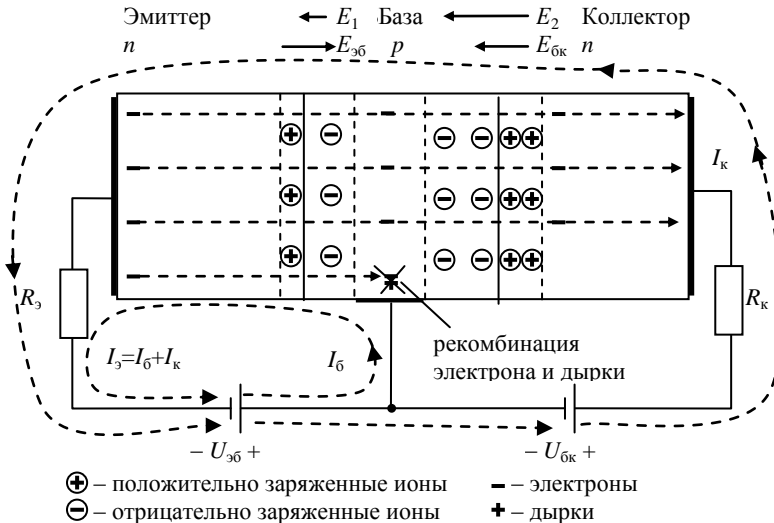 Эмиттер E₁ База E₂ Коллектор
n Eэб p Eбк n
Iк
Rэ
Rк
Iэ=Iб+Iк Iб
рекомбинация
электрона и дырки
– Uэб + – Uбк +
⊕ – положительно заряженные ионы – – электроны
⊖ – отрицательно заряженные ионы + – дырки